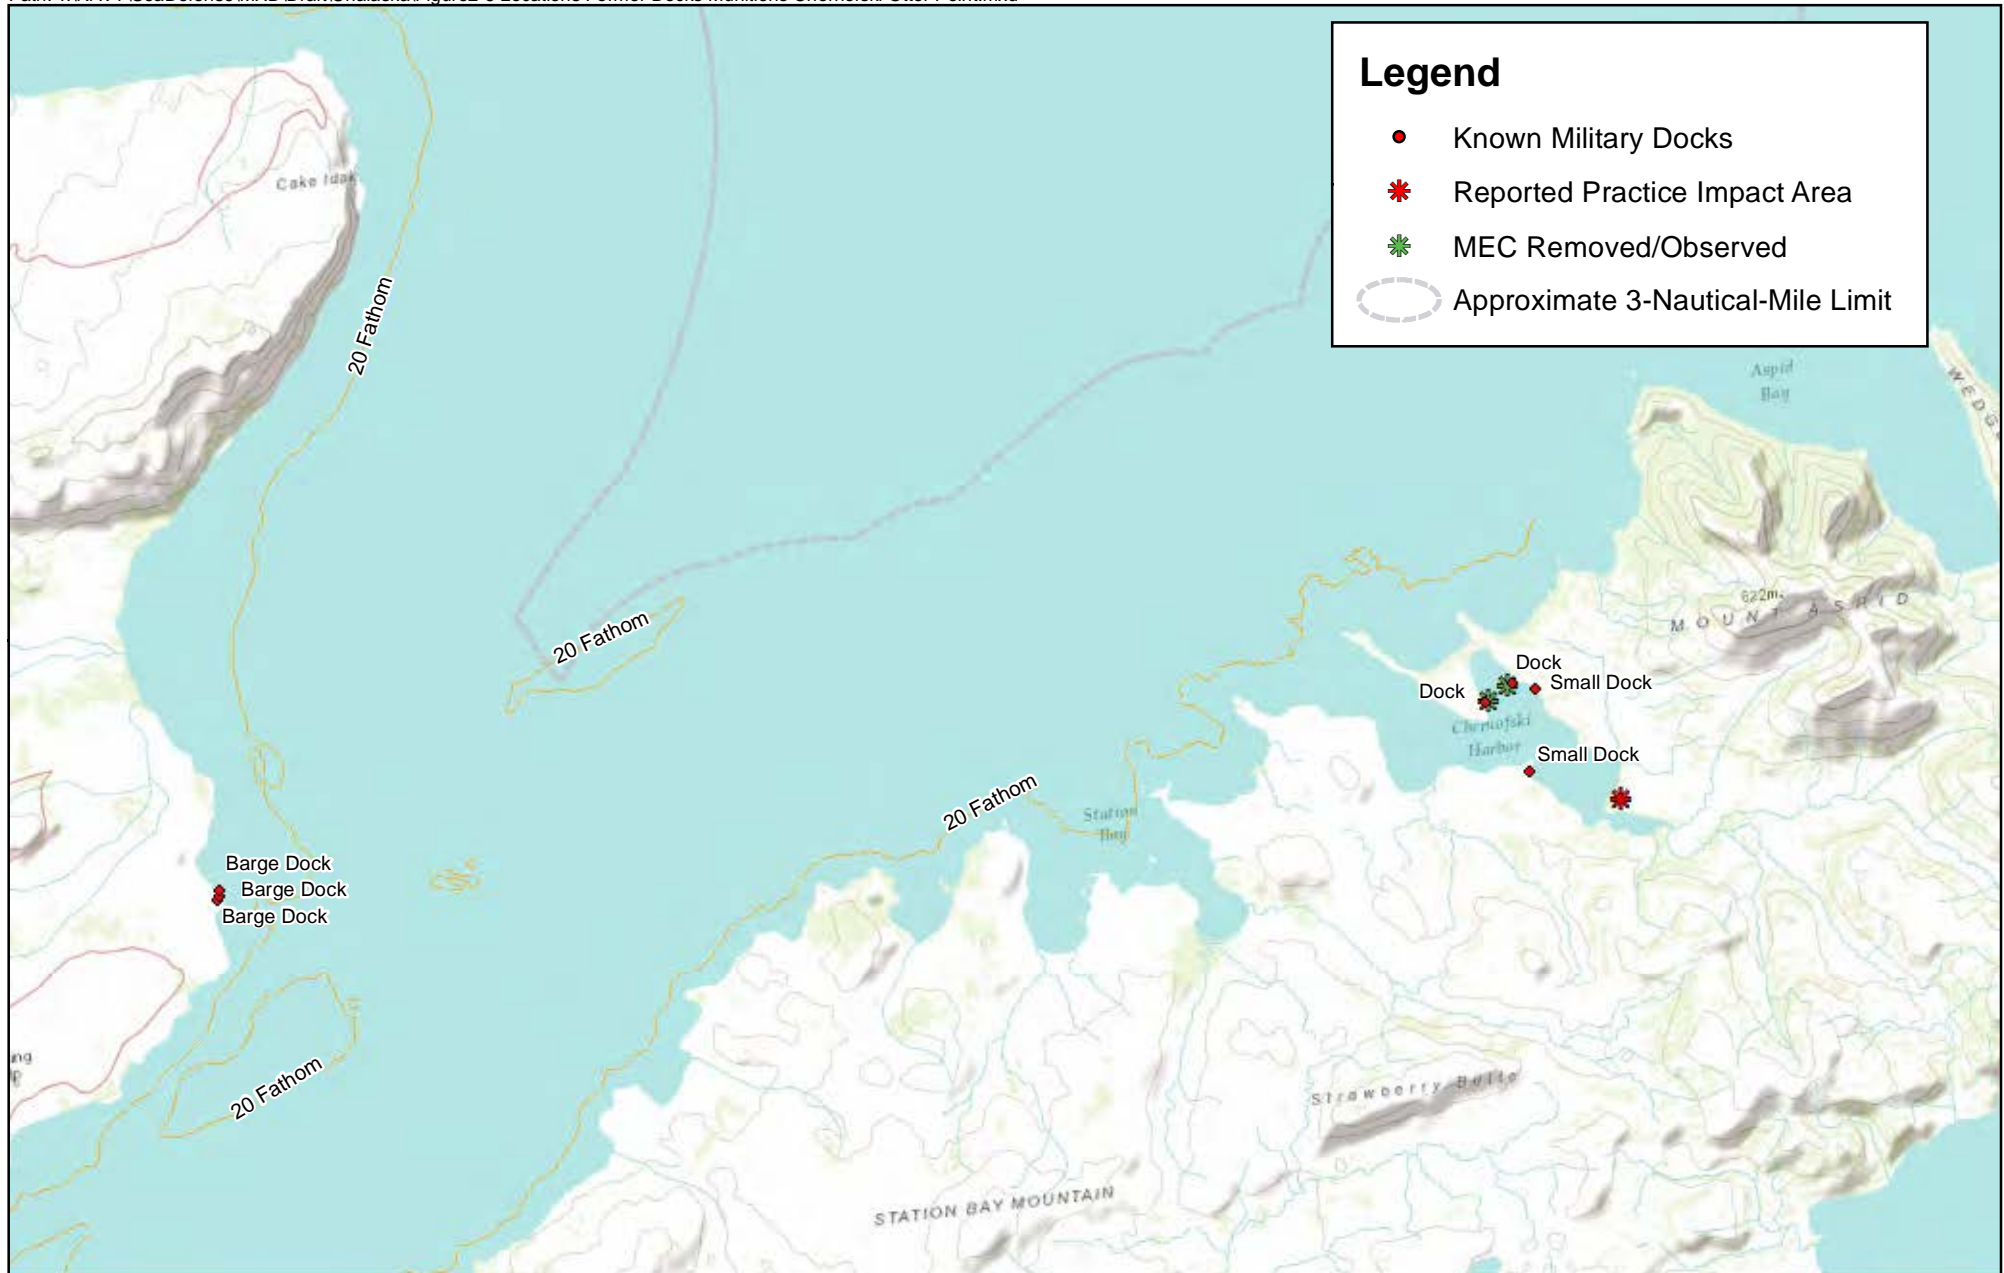 Legend
Known Military Docks
Reported Practice Impact Area
MEC Removed/Observed
Approximate 3-Nautical-Mile Limit
Cake Idak
20 Fathom
Aspid
Bay
WEDG
622m
MOUNT ASPID
20 Fathom
Dock
Small Dock
Dock
Chernofski
Harbor
Small Dock
20 Fathom
Station
Bay
Barge Dock
Barge Dock
Barge Dock
20 Fathom
Strawberry Butte
STATION BAY MOUNTAIN